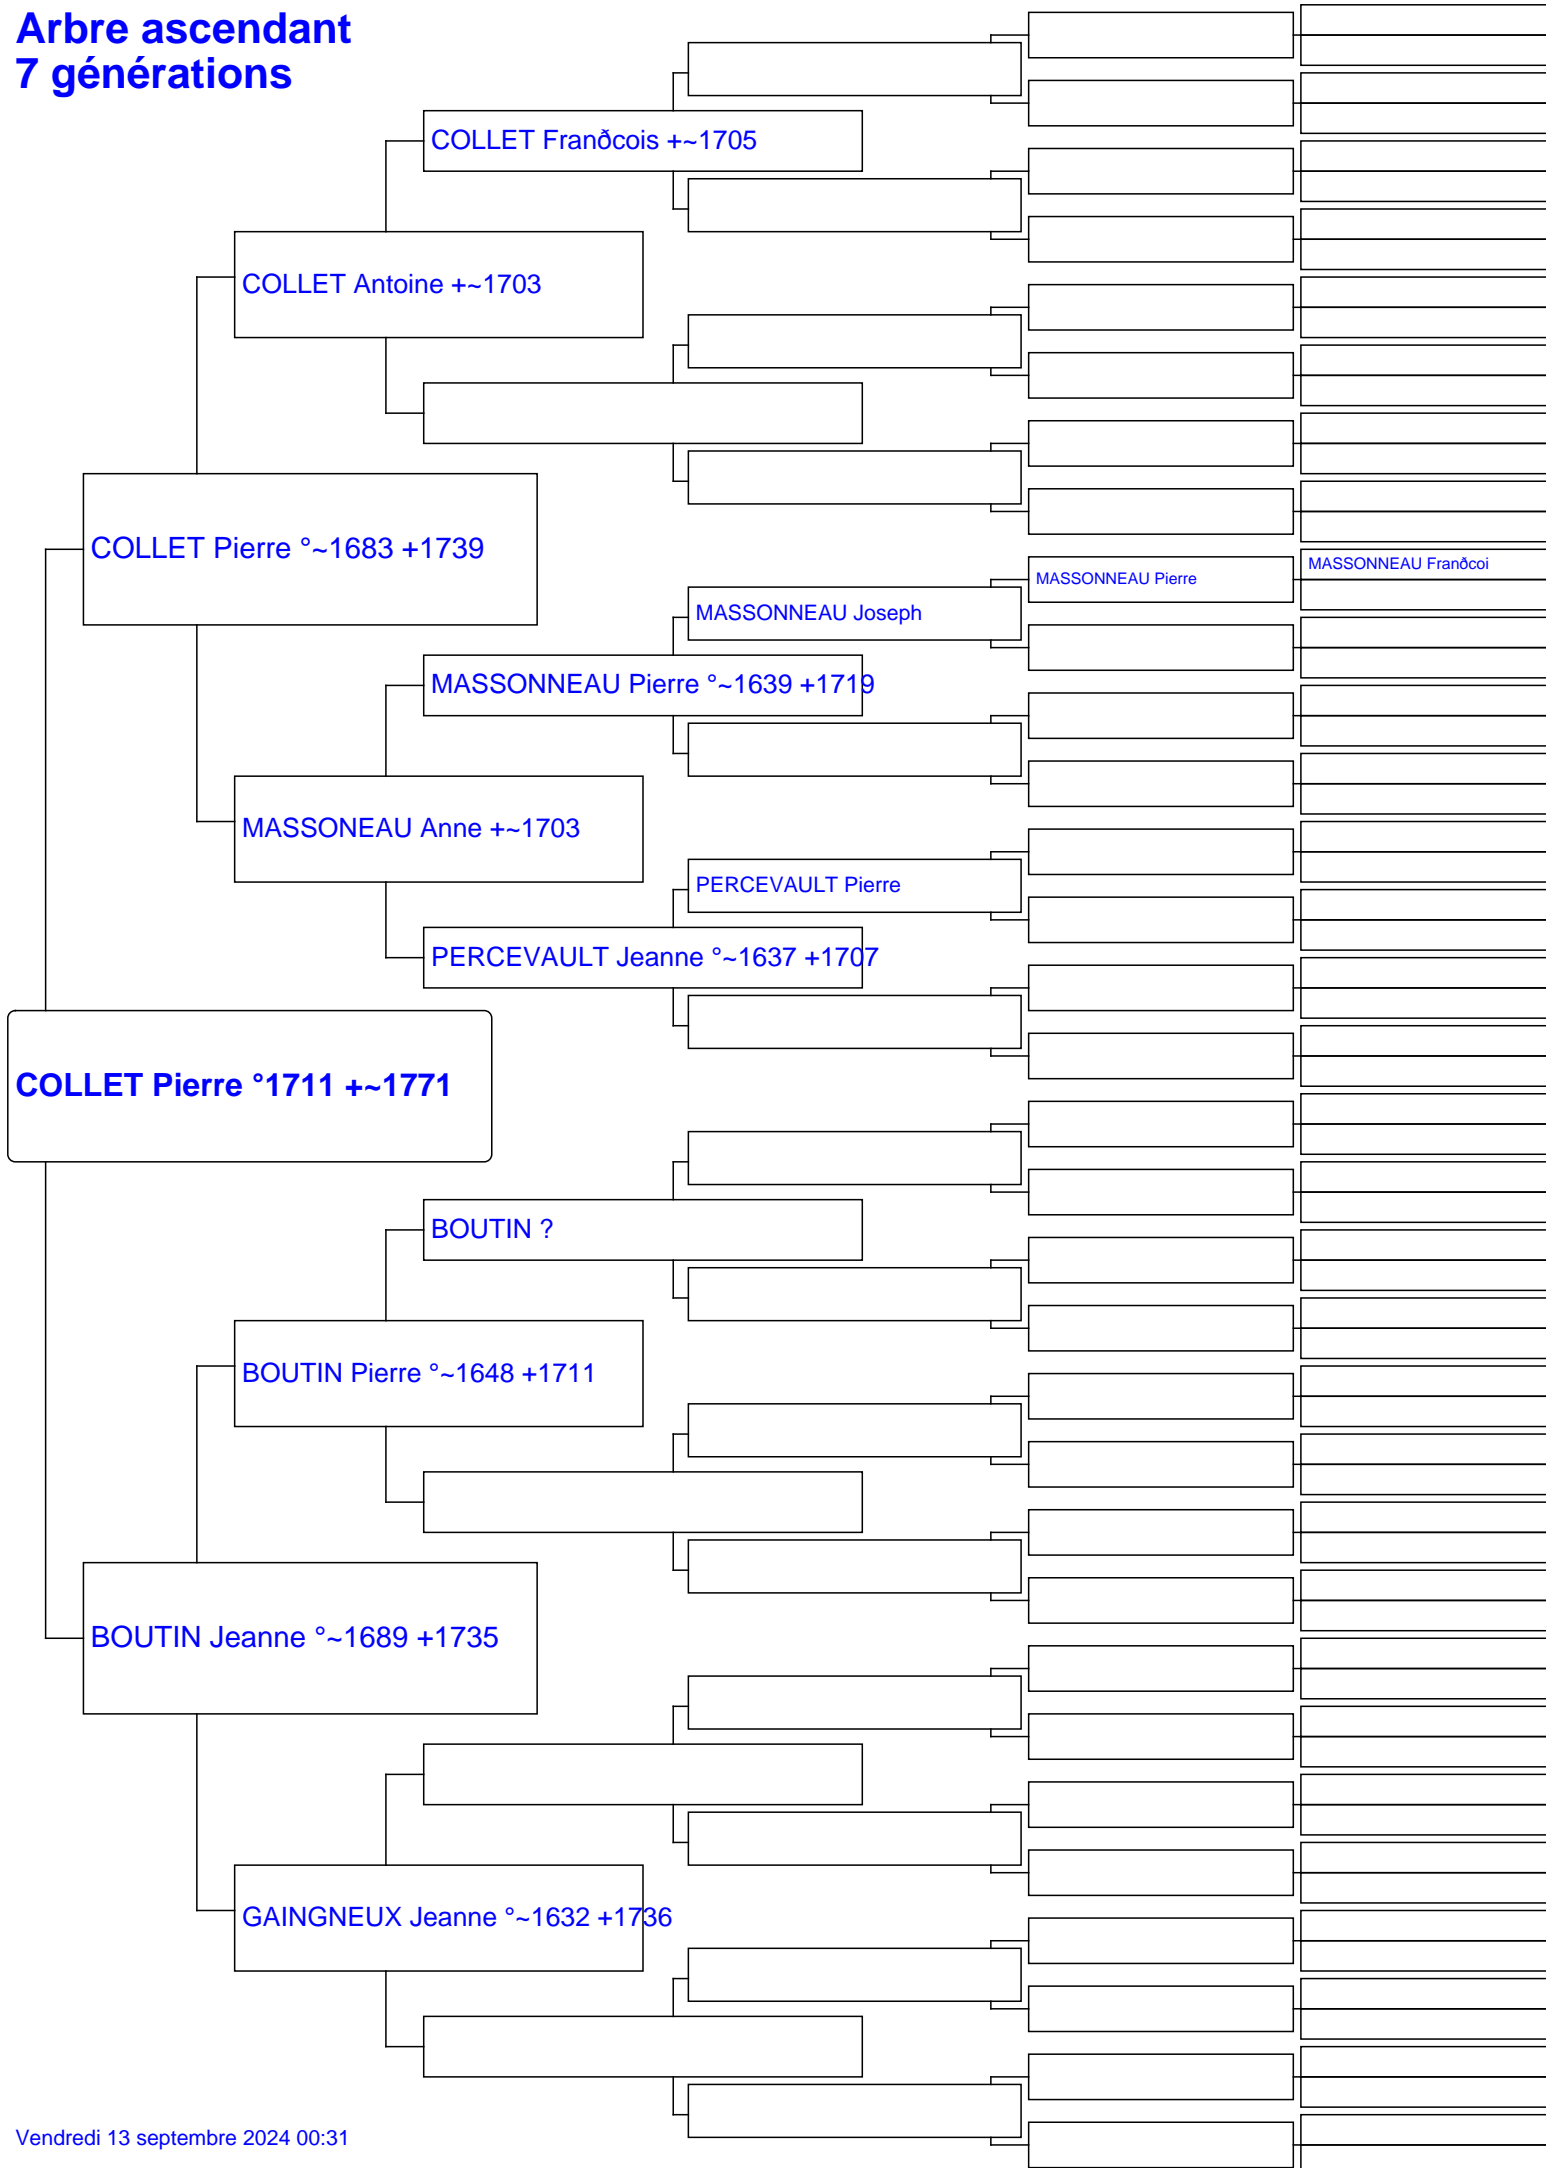 Arbre ascendant
7 générations
COLLET Franðcois +~1705
COLLET Antoine +~1703
COLLET Pierre °~1683 +1739
MASSONNEAU Franðcoi
MASSONNEAU Pierre
MASSONNEAU Joseph
MASSONNEAU Pierre °~1639 +1719
MASSONEAU Anne +~1703
PERCEVAULT Pierre
PERCEVAULT Jeanne °~1637 +1707
COLLET Pierre °1711 +~1771
BOUTIN ?
BOUTIN Pierre °~1648 +1711
BOUTIN Jeanne °~1689 +1735
GAINGNEUX Jeanne °~1632 +1736
Vendredi 13 septembre 2024 00:31